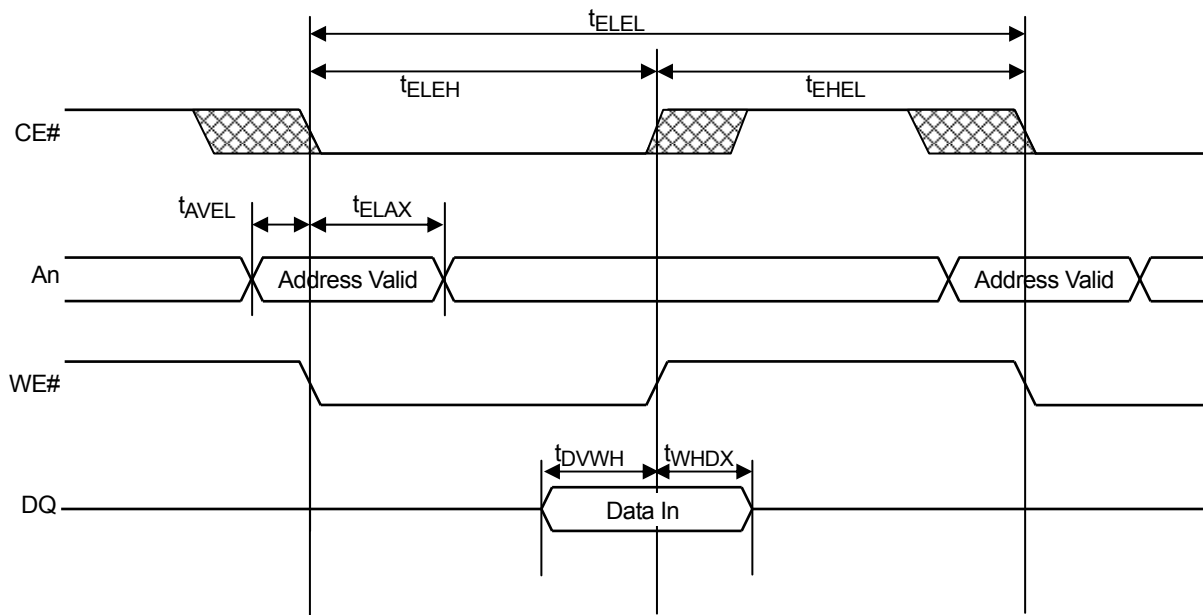 tELEL
tELEH
tEHEL
CE#
tAVEL
tELAX
An
Address Valid
Address Valid
WE#
tDVWH
tWHDX
DQ
Data In